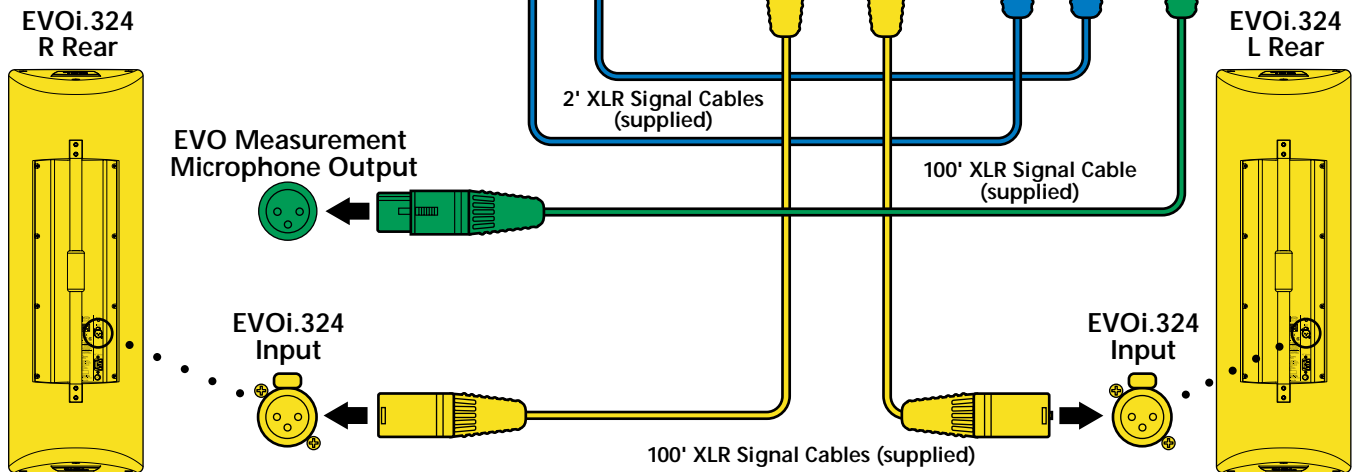 EVOi.324
R Rear
EVOi.324
L Rear
2' XLR Signal Cables
(supplied)
EVO Measurement
Microphone Output
100' XLR Signal Cable
(supplied)
EVOi.324
Input
EVOi.324
Input
100' XLR Signal Cables (supplied)